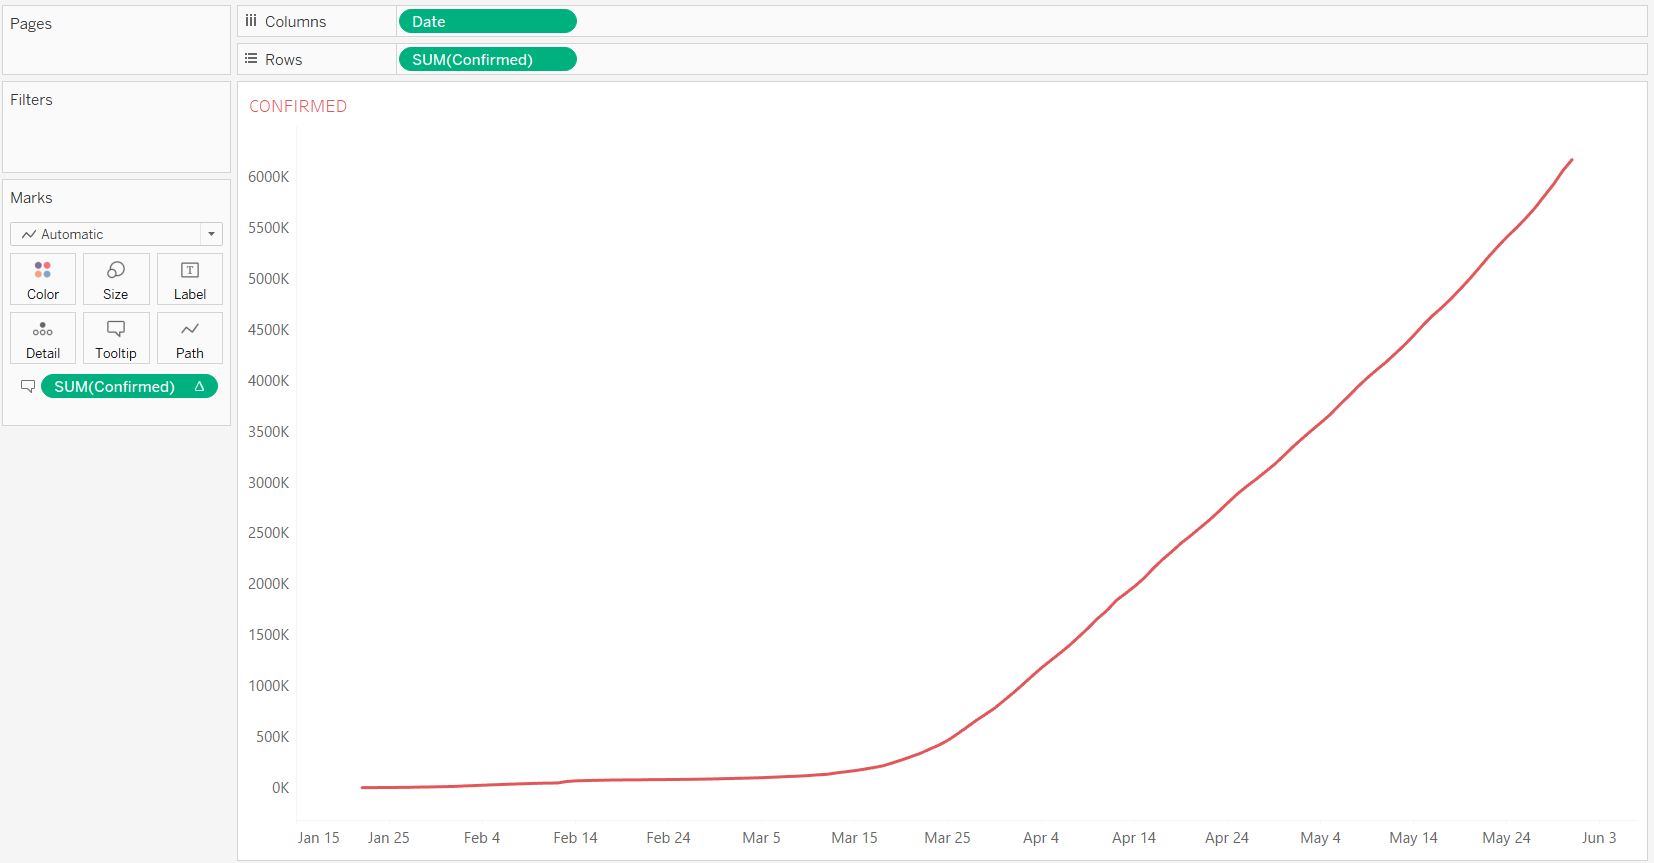 Pages
Columns
Date
Rows
SUM(Confirmed)
Filters
CONFIRMED
Marks
Automatic
Color Size Label
Detail Tooltip Path
SUM(Confirmed) Δ
6000K
5500K
5000K
4500K
4000K
3500K
3000K
2500K
2000K
1500K
1000K
500K
0K
Jan 15 Jan 25 Feb 4 Feb 14 Feb 24 Mar 5 Mar 15 Mar 25 Apr 4 Apr 14 Apr 24 May 4 May 14 May 24 Jun 3